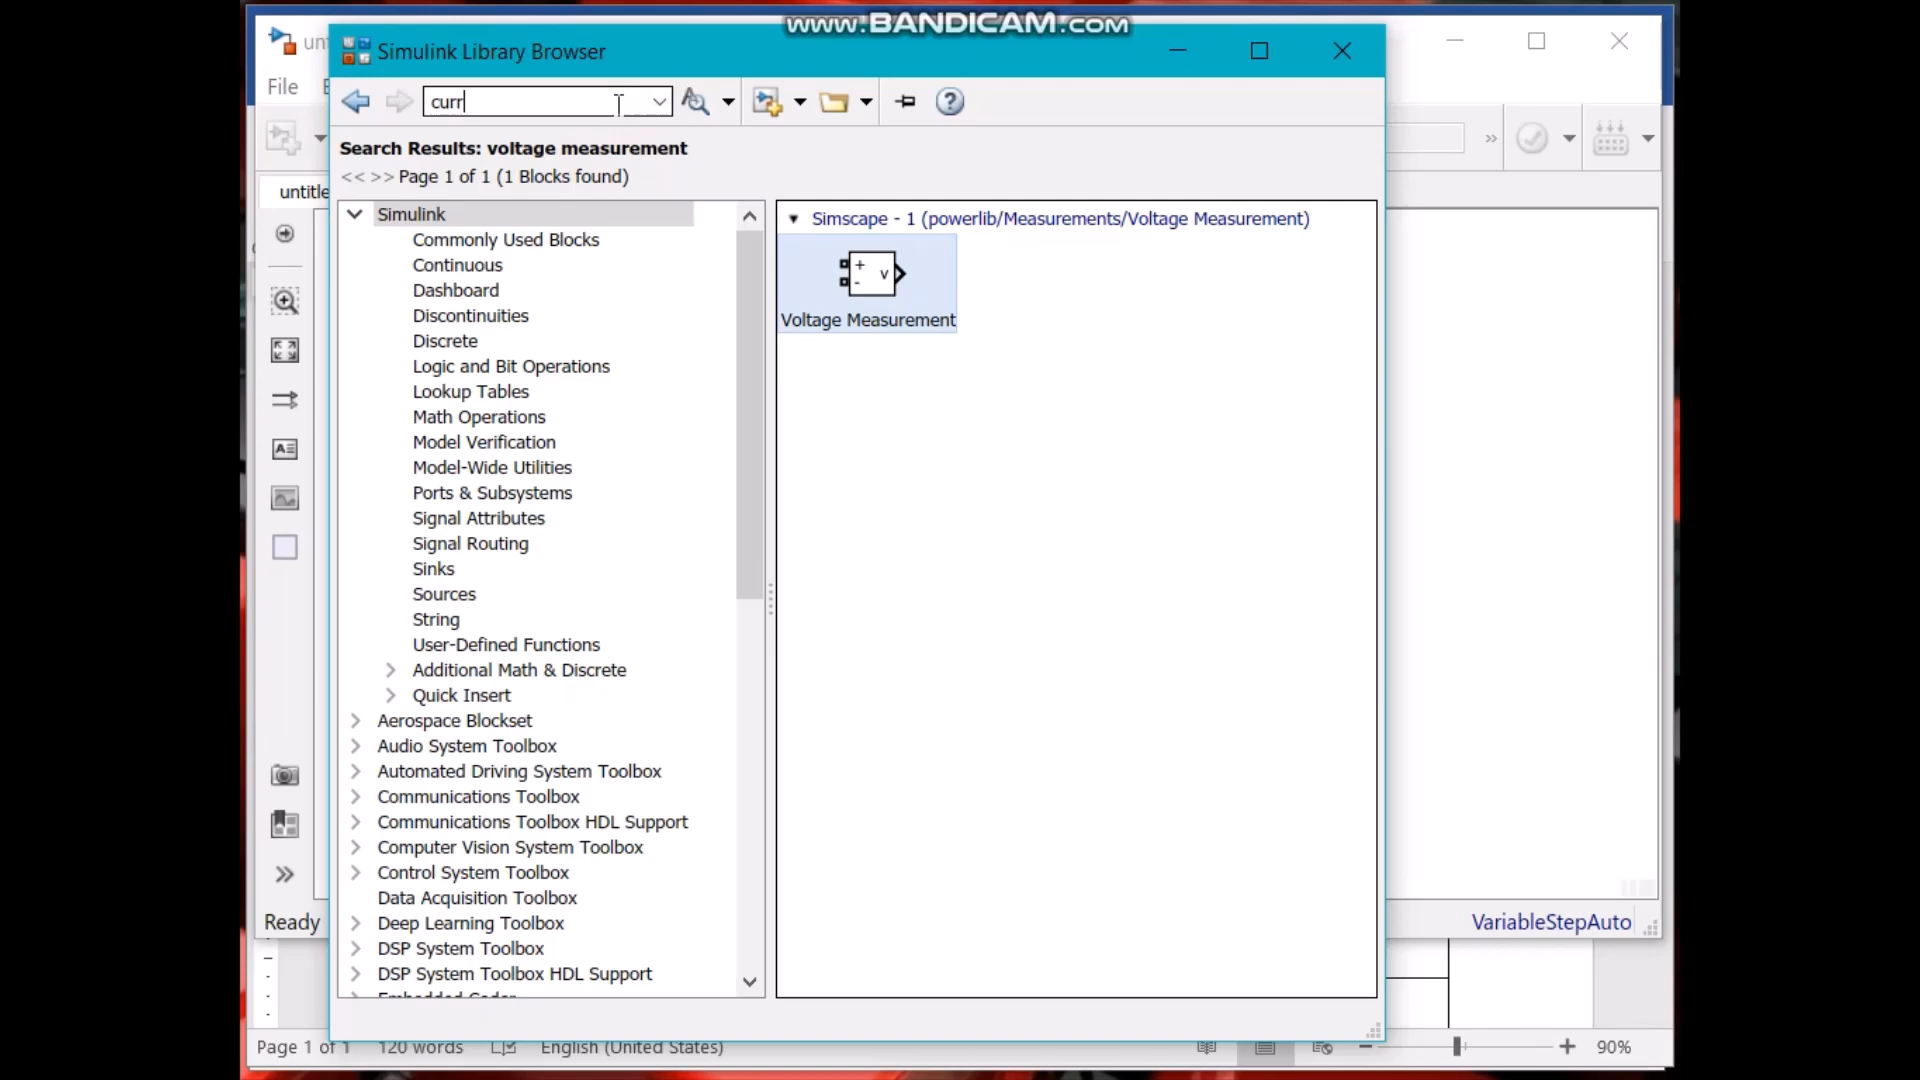 www.BANDICAM.com
Simulink Library Browser
File
curr
Search Results: voltage measurement
<< >> Page 1 of 1 (1 Blocks found)
untitle
Simulink
Commonly Used Blocks
Continuous
Dashboard
Discontinuities
Discrete
Logic and Bit Operations
Lookup Tables
Math Operations
Model Verification
Model-Wide Utilities
Ports & Subsystems
Signal Attributes
Signal Routing
Sinks
Sources
String
User-Defined Functions
Additional Math & Discrete
Quick Insert
Aerospace Blockset
Audio System Toolbox
Automated Driving System Toolbox
Communications Toolbox
Communications Toolbox HDL Support
Computer Vision System Toolbox
Control System Toolbox
Data Acquisition Toolbox
Deep Learning Toolbox
DSP System Toolbox
DSP System Toolbox HDL Support
Simscape - 1 (powerlib/Measurements/Voltage Measurement)
+ v
-
Voltage Measurement
Ready
VariableStepAuto
Page 1 of 1 120 words English (United States) 90%